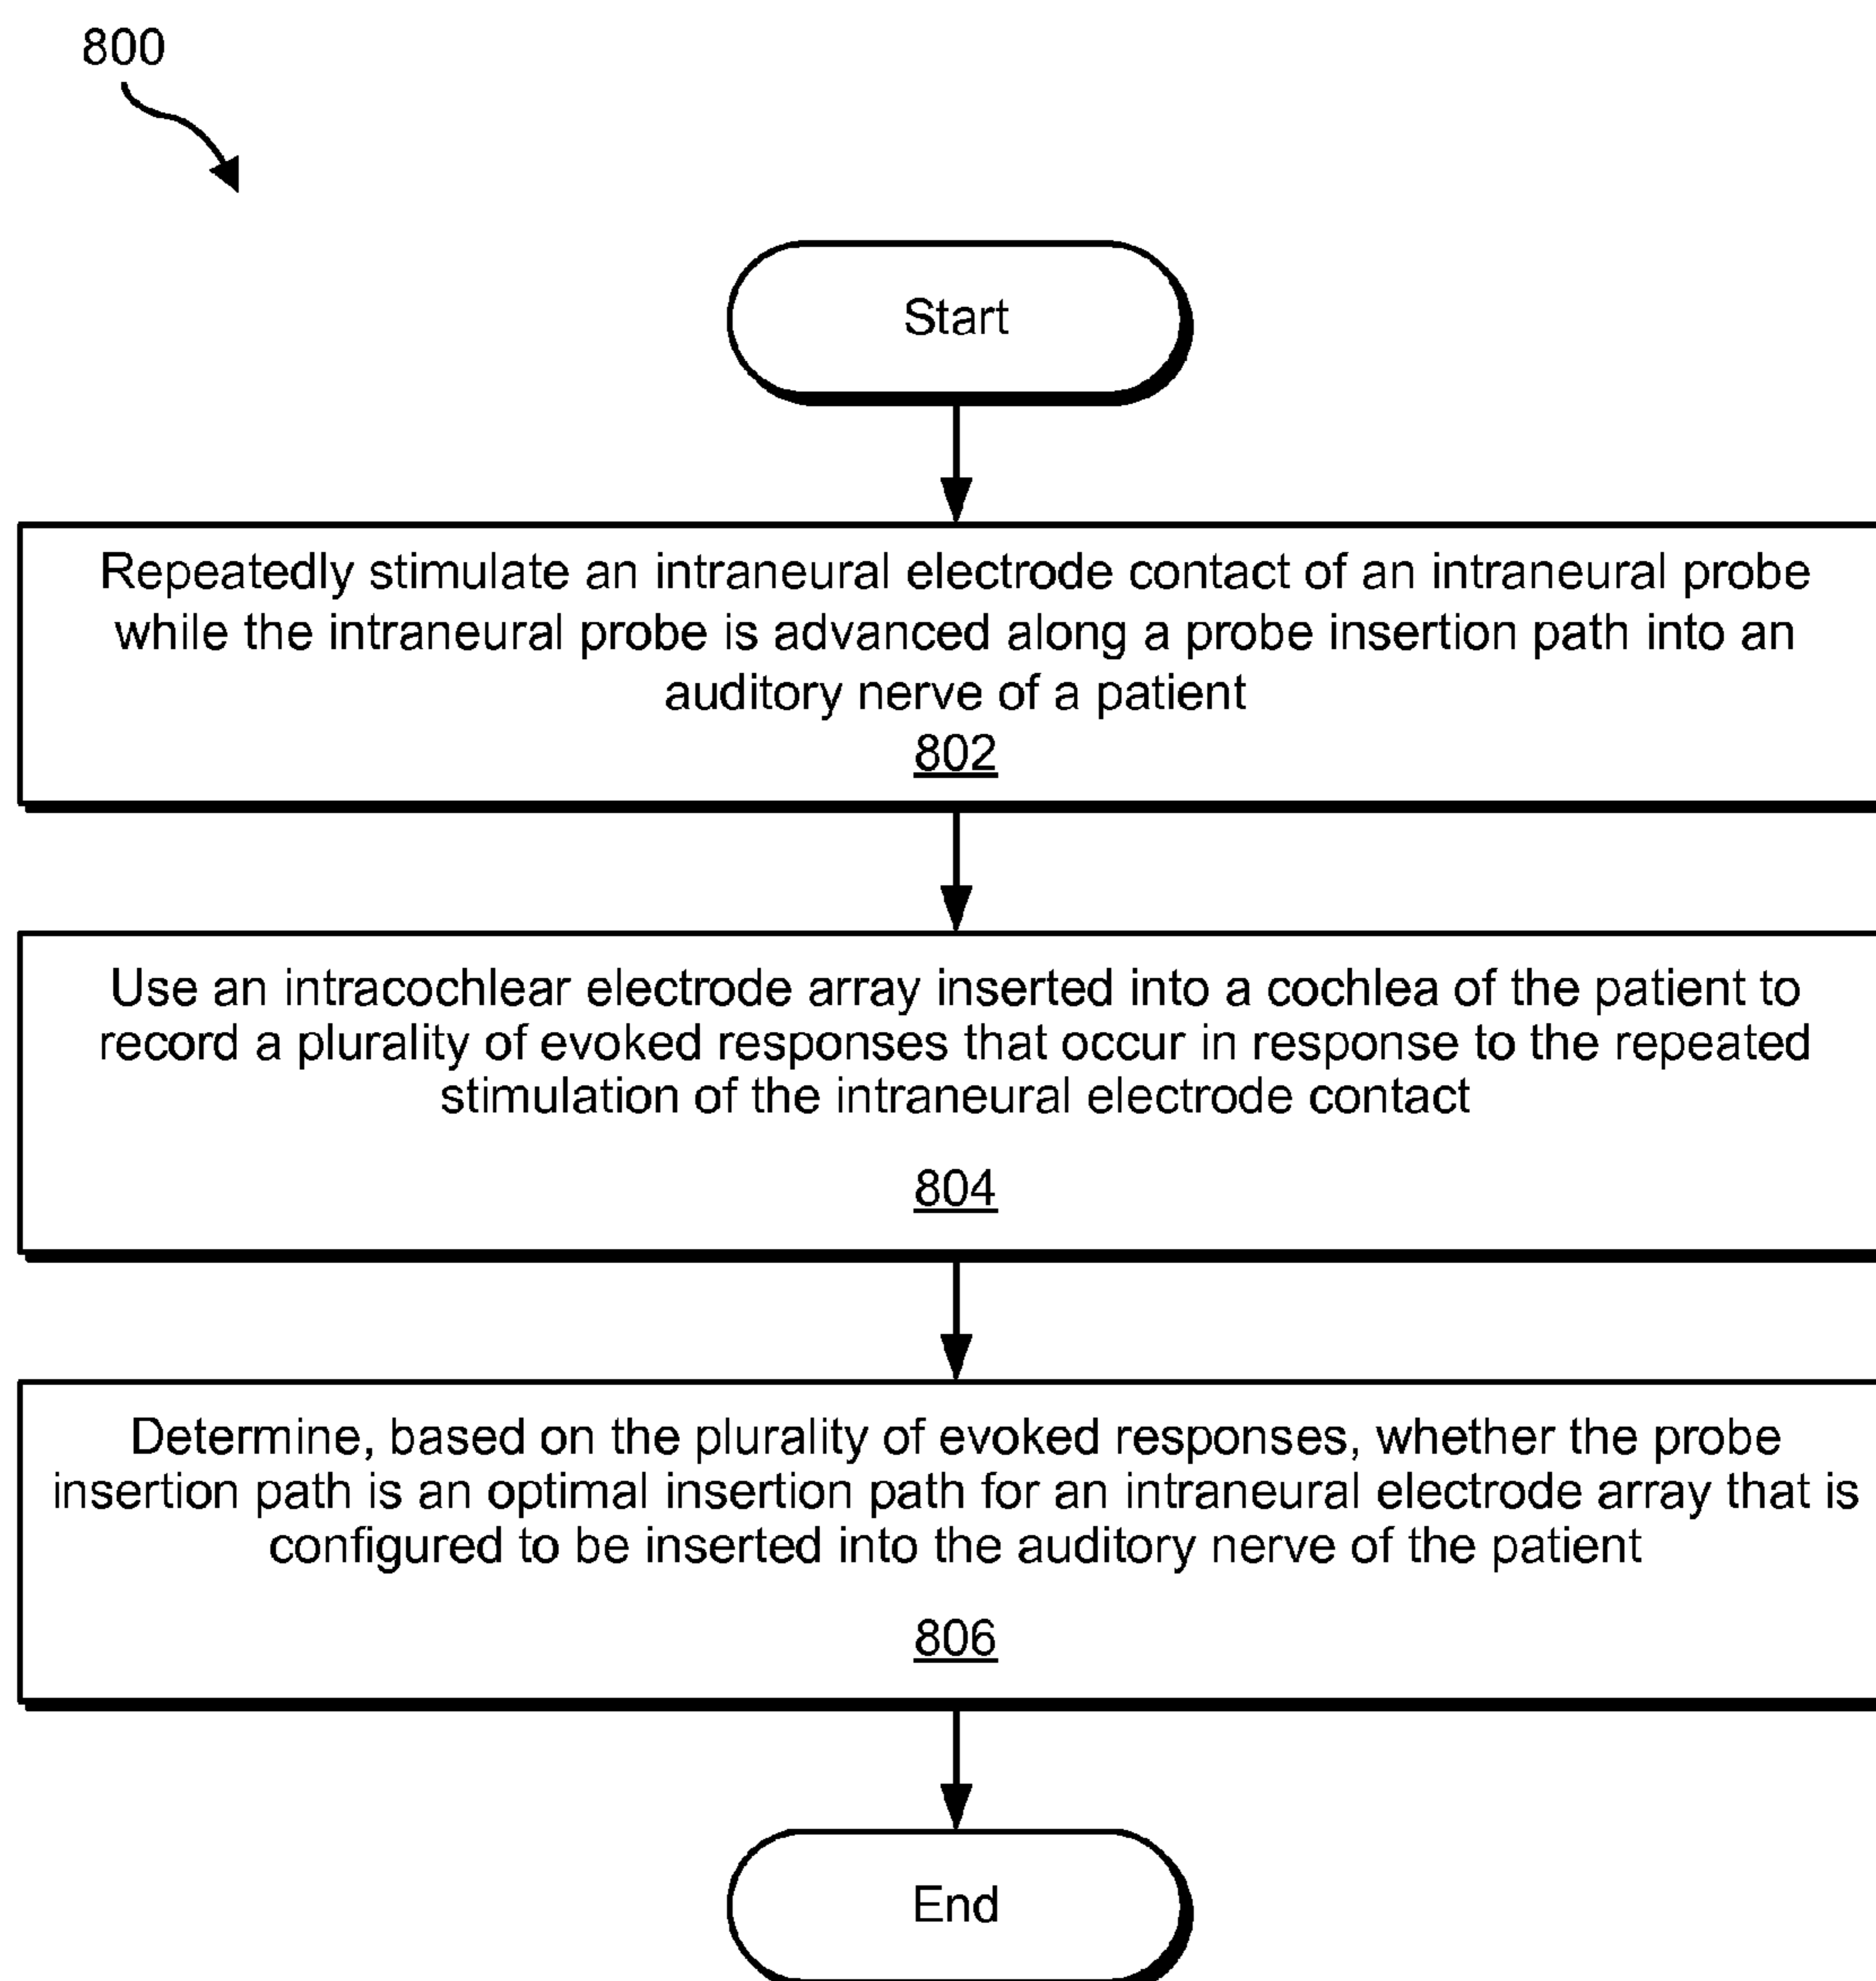 800
Start
Repeatedly stimulate an intraneural electrode contact of an intraneural probe
while the intraneural probe is advanced along a probe insertion path into an
auditory nerve of a patient
802
Use an intracochlear electrode array inserted into a cochlea of the patient to
record a plurality of evoked responses that occur in response to the repeated
stimulation of the intraneural electrode contact
804
Determine, based on the plurality of evoked responses, whether the probe
insertion path is an optimal insertion path for an intraneural electrode array that is
configured to be inserted into the auditory nerve of the patient
806
End